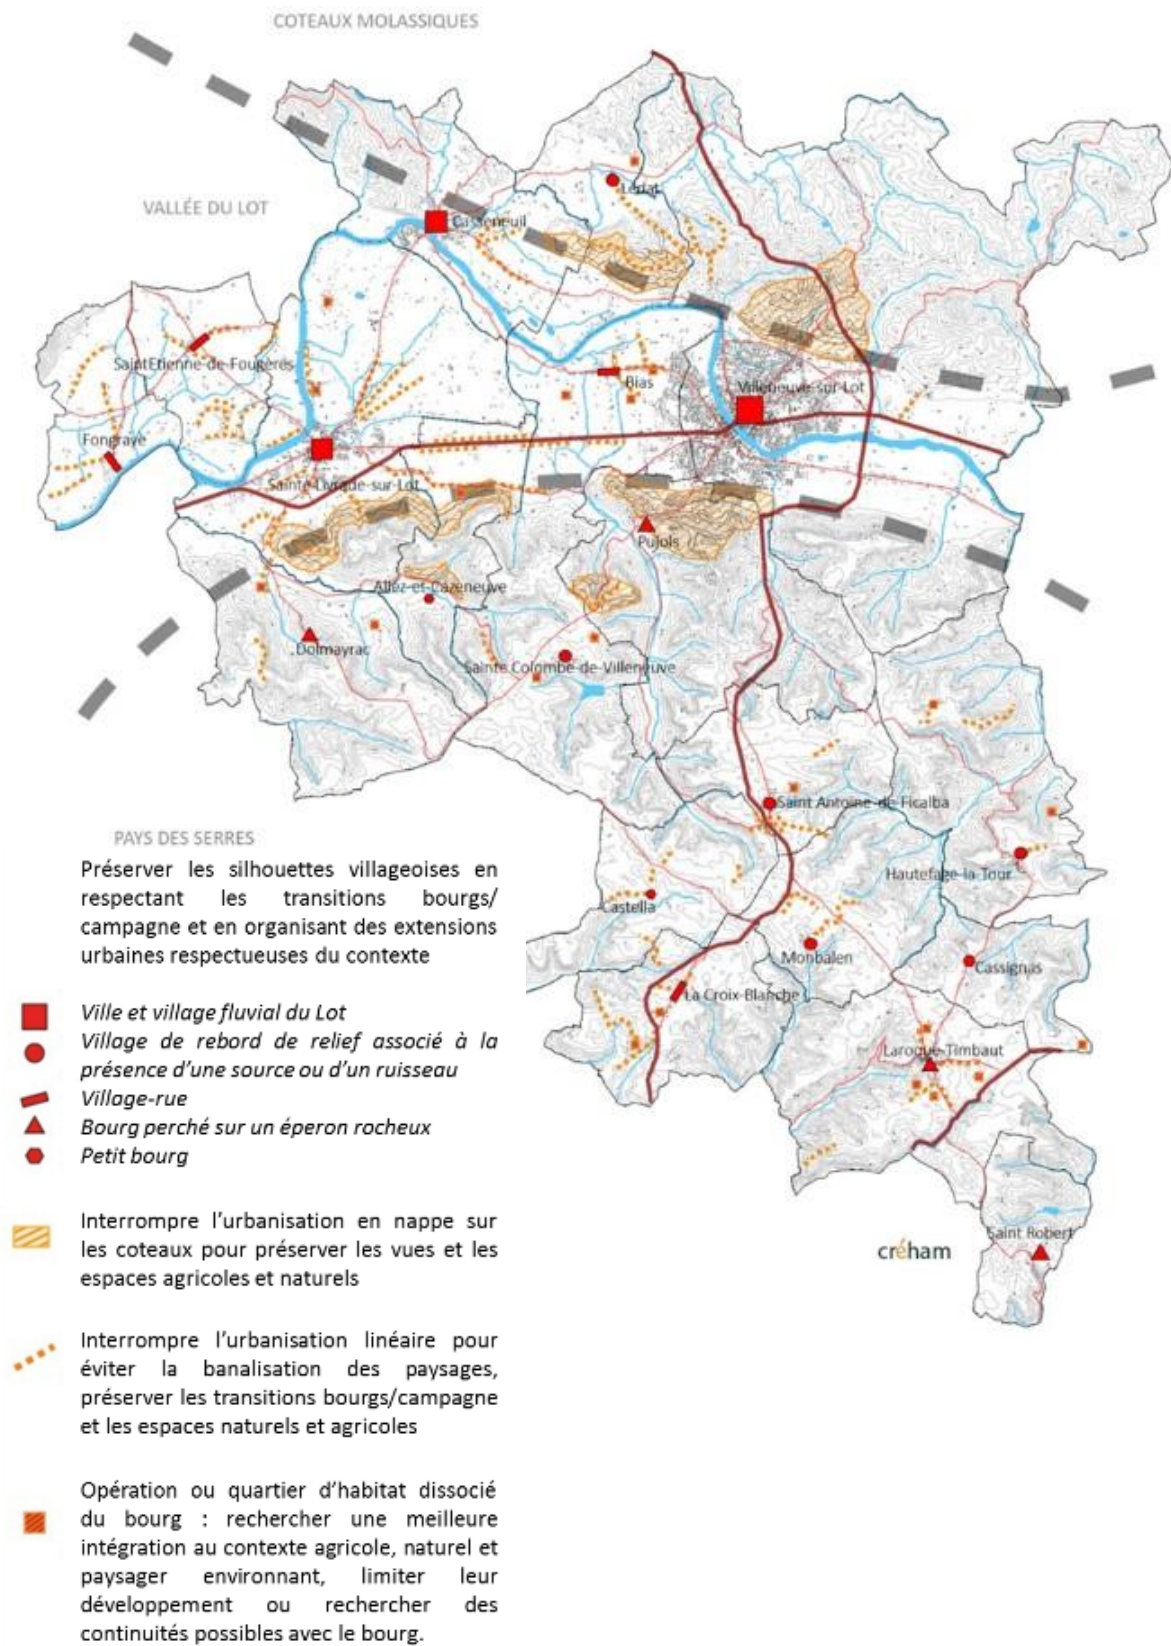 COTEAUX MOLASSIQUES
VALLÉE DU LOT
Lédat
Casseneuil
Saint Etienne-de-Fougères
Bias
Villeneuve-sur-Lot
Fongrave
Sainte-Livrade-sur-Lot
Pujols
Allez-et-Cazeneuve
Dolmayrac
Sainte Colombe-de-Villeneuve
Saint Antoine-de-Ficalba
PAYS DES SERRES
Hautefage-la-Tour
Castella
Monbalen
Cassignas
La Croix-Blanche
Laroque-Timbaut
Saint Robert
créham
Préserver les silhouettes villageoises en
respectant les transitions bourgs/
campagne et en organisant des extensions
urbaines respectueuses du contexte
Ville et village fluvial du Lot
Village de rebord de relief associé à la
présence d'une source ou d'un ruisseau
Village-rue
Bourg perché sur un éperon rocheux
Petit bourg
Interrompre l'urbanisation en nappe sur
les coteaux pour préserver les vues et les
espaces agricoles et naturels
Interrompre l'urbanisation linéaire pour
éviter la banalisation des paysages,
préserver les transitions bourgs/campagne
et les espaces naturels et agricoles
Opération ou quartier d'habitat dissocié
du bourg : rechercher une meilleure
intégration au contexte agricole, naturel et
paysager environnant, limiter leur
développement ou rechercher des
continuités possibles avec le bourg.